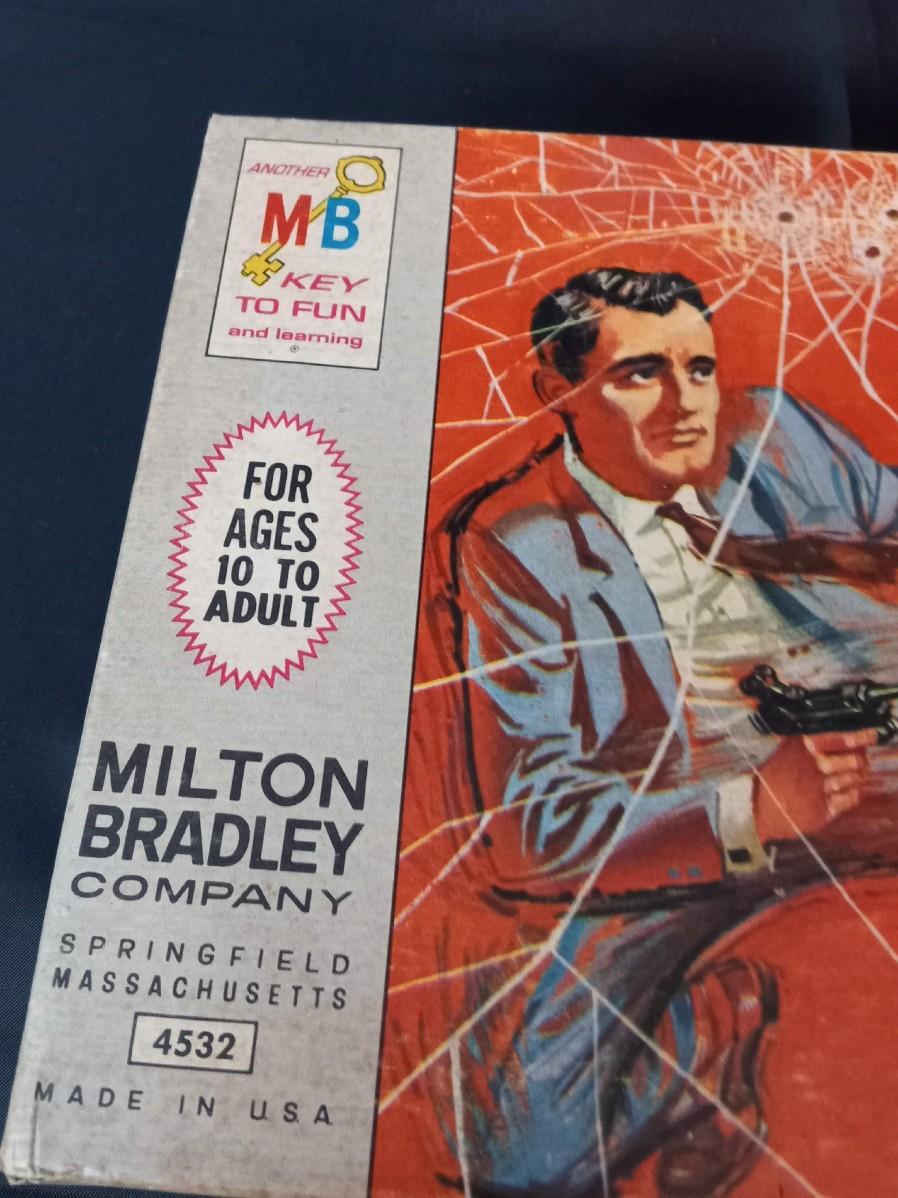 ANOTHER
MB
KEY
TO FUN
and learning
®
FOR
AGES
10 TO
ADULT
MILTON
BRADLEY
COMPANY
SPRINGFIELD
MASSACHUSETTS
4532
MADE IN U.S.A.